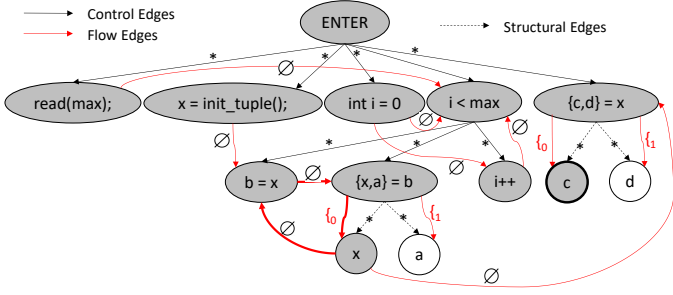 Control Edges
Flow Edges
ENTER
Structural Edges
* * * * *
∅
read(max);
x = init_tuple();
int i = 0
i < max
{c,d} = x
∅ ∅ ∅
* * *
{0 * * {1
b = x
∅
{x,a} = b
∅
i++
c
d
{0 * * {1
∅
x
a
∅